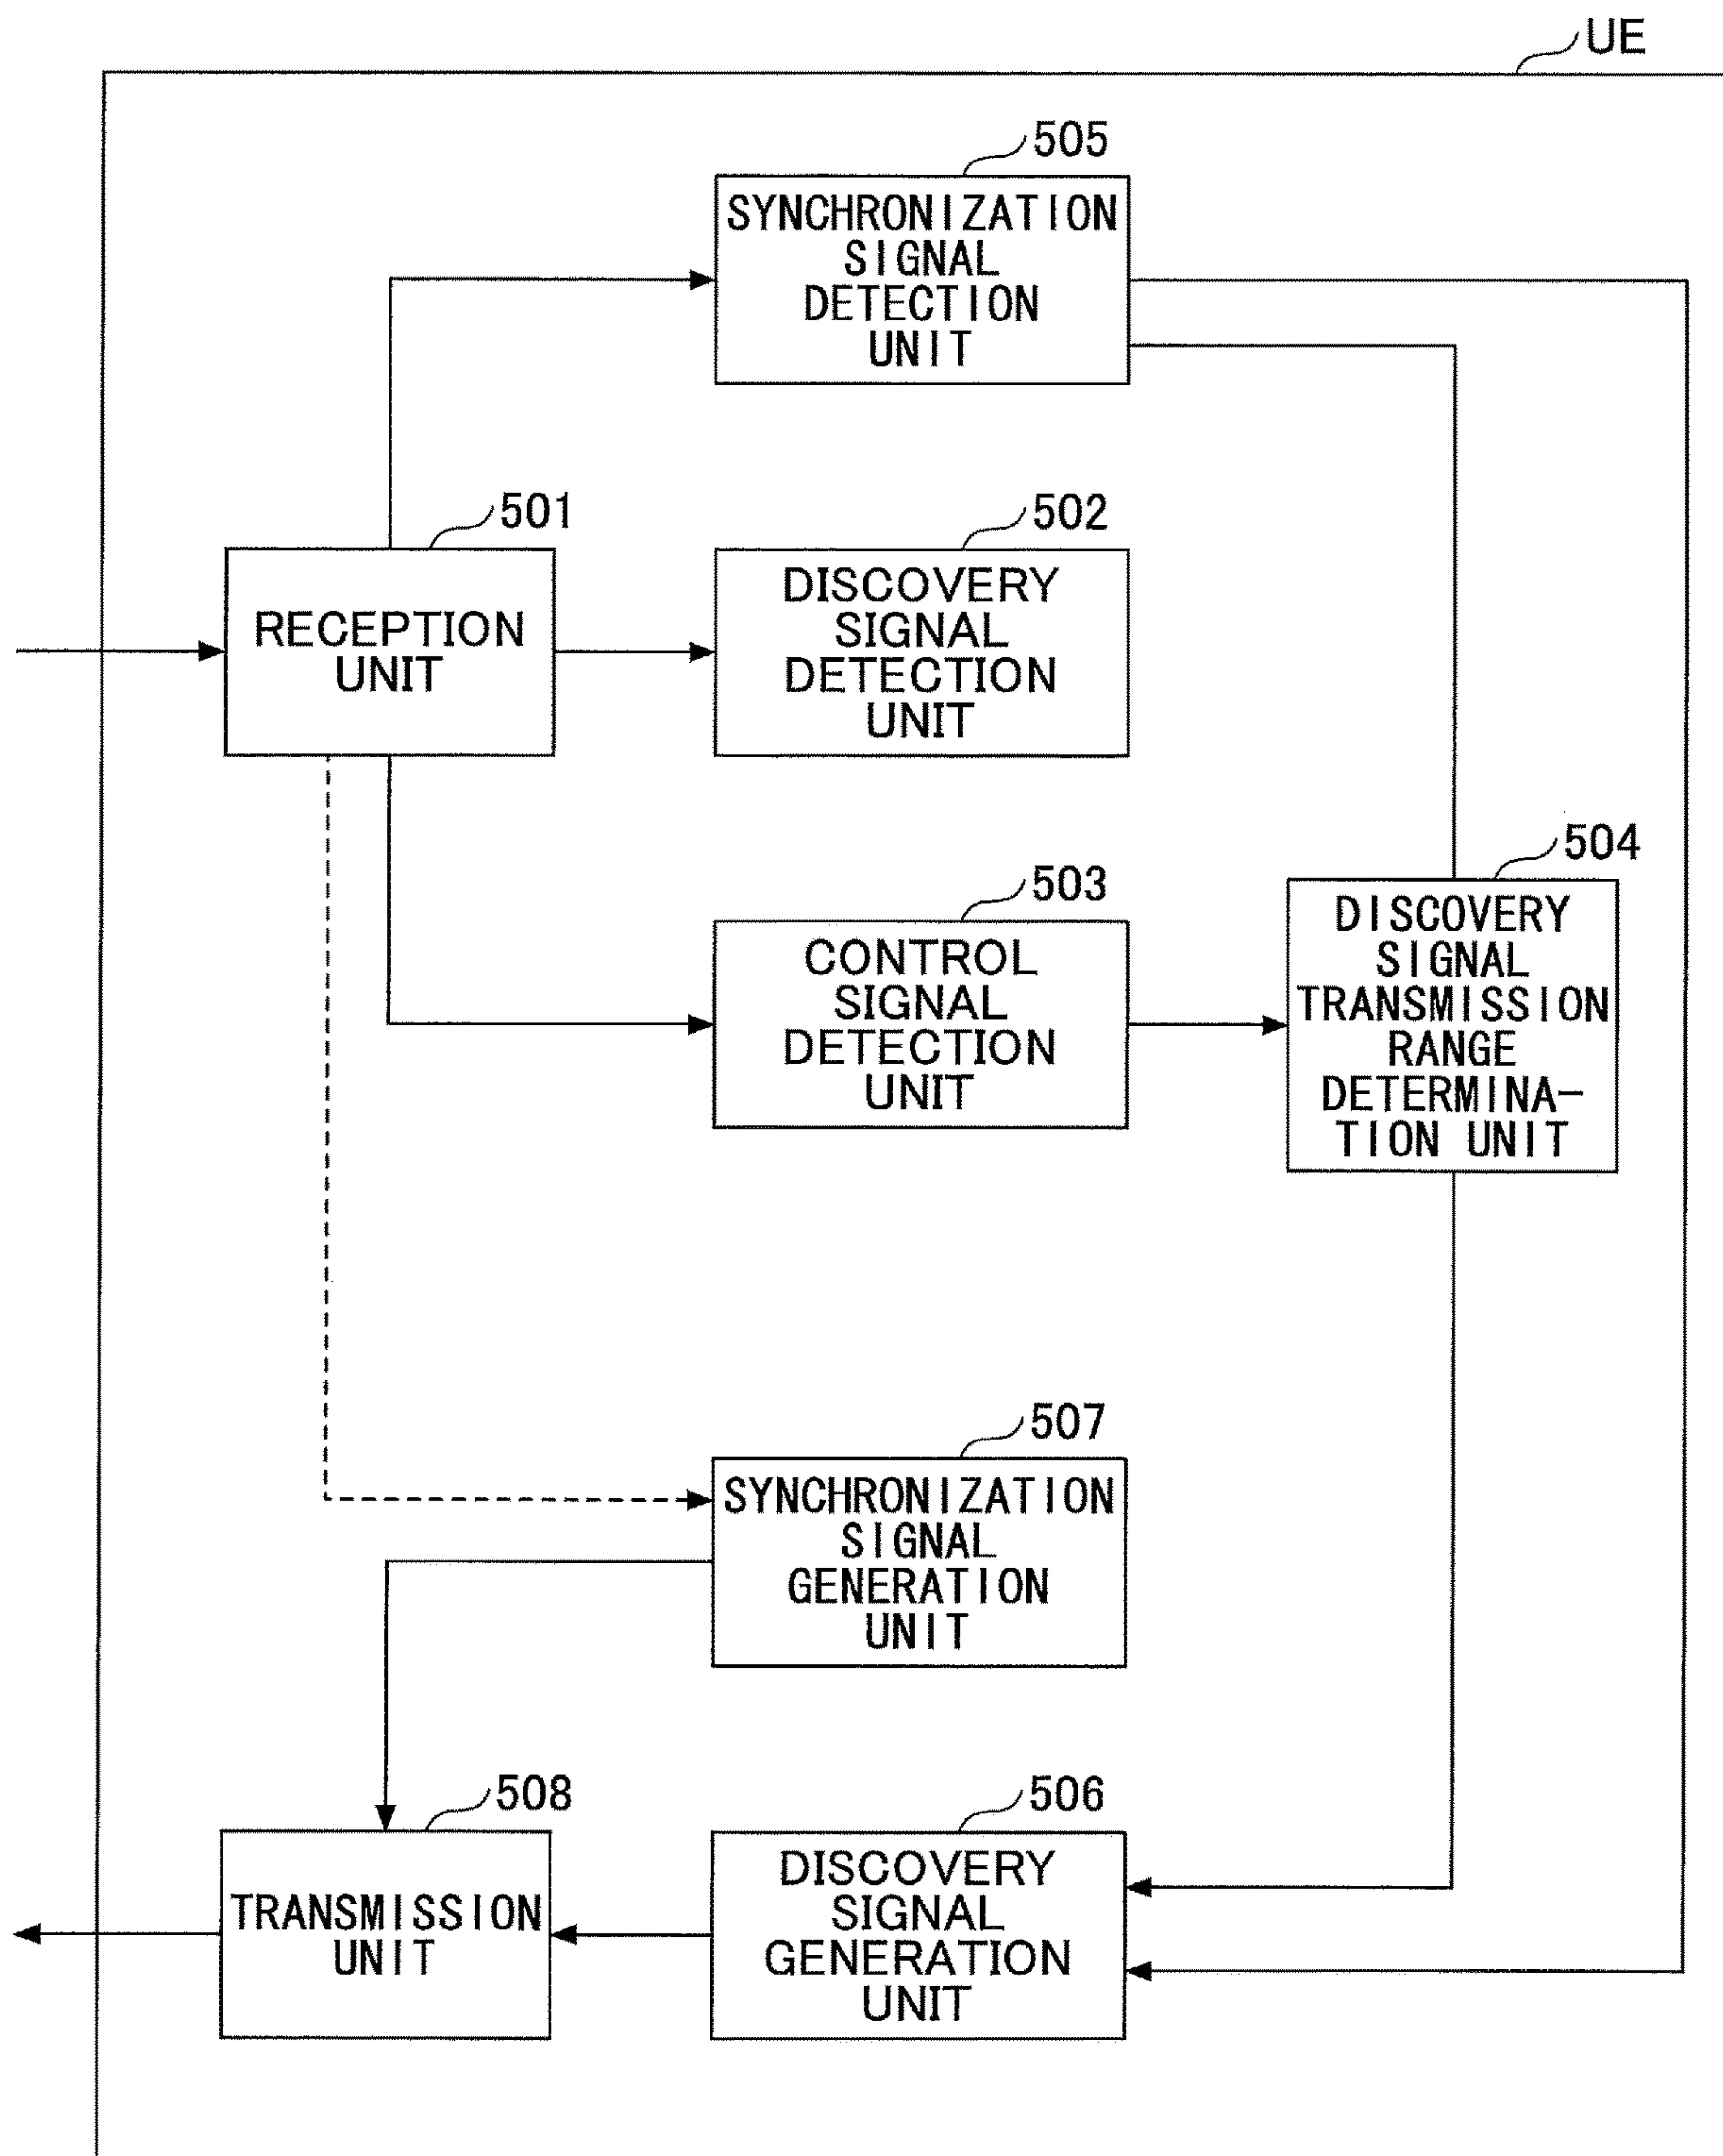 UE
505
SYNCHRONIZATION
SIGNAL
DETECTION
UNIT
501
RECEPTION
UNIT
502
DISCOVERY
SIGNAL
DETECTION
UNIT
503
CONTROL
SIGNAL
DETECTION
UNIT
504
DISCOVERY
SIGNAL
TRANSMISSION
RANGE
DETERMINA-
TION UNIT
507
SYNCHRONIZATION
SIGNAL
GENERATION
UNIT
508
TRANSMISSION
UNIT
506
DISCOVERY
SIGNAL
GENERATION
UNIT